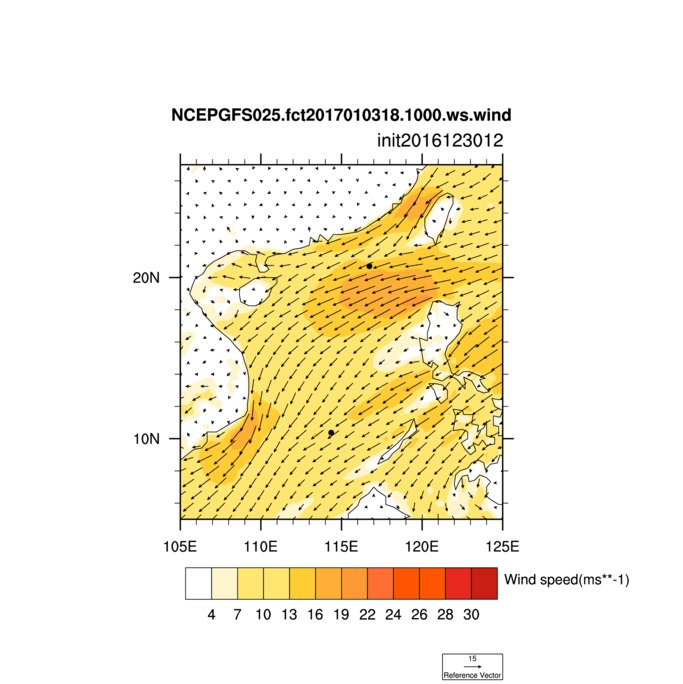 NCEPGFS025.fct2017010318.1000.ws.wind
init2016123012
20N
10N
105E 110E 115E 120E 125E
Wind speed(ms**-1)
4 7 10 13 16 19 22 24 26 28 30
15
Reference Vector